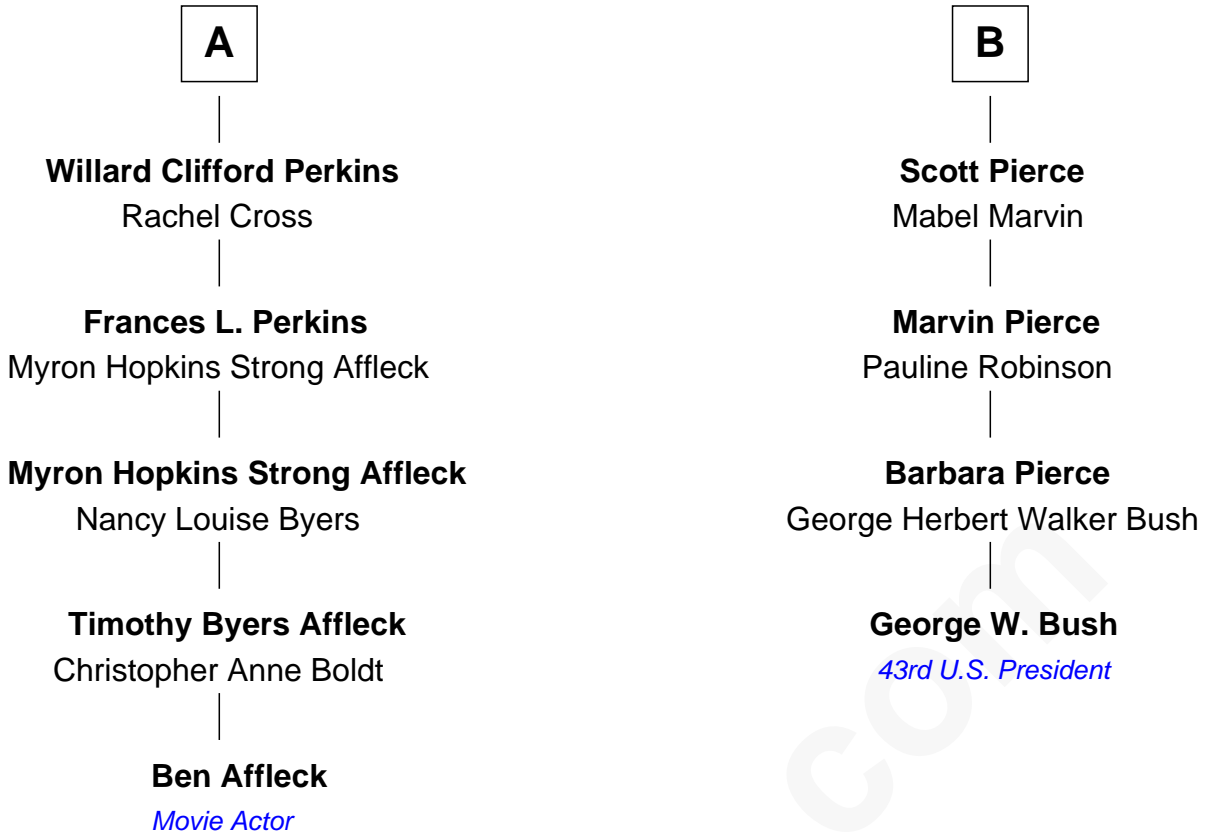 A
Willard Clifford Perkins
Rachel Cross
Frances L. Perkins
Myron Hopkins Strong Affleck
Myron Hopkins Strong Affleck
Nancy Louise Byers
Timothy Byers Affleck
Christopher Anne Boldt
Ben Affleck
Movie Actor
B
Scott Pierce
Mabel Marvin
Marvin Pierce
Pauline Robinson
Barbara Pierce
George Herbert Walker Bush
George W. Bush
43rd U.S. President
com